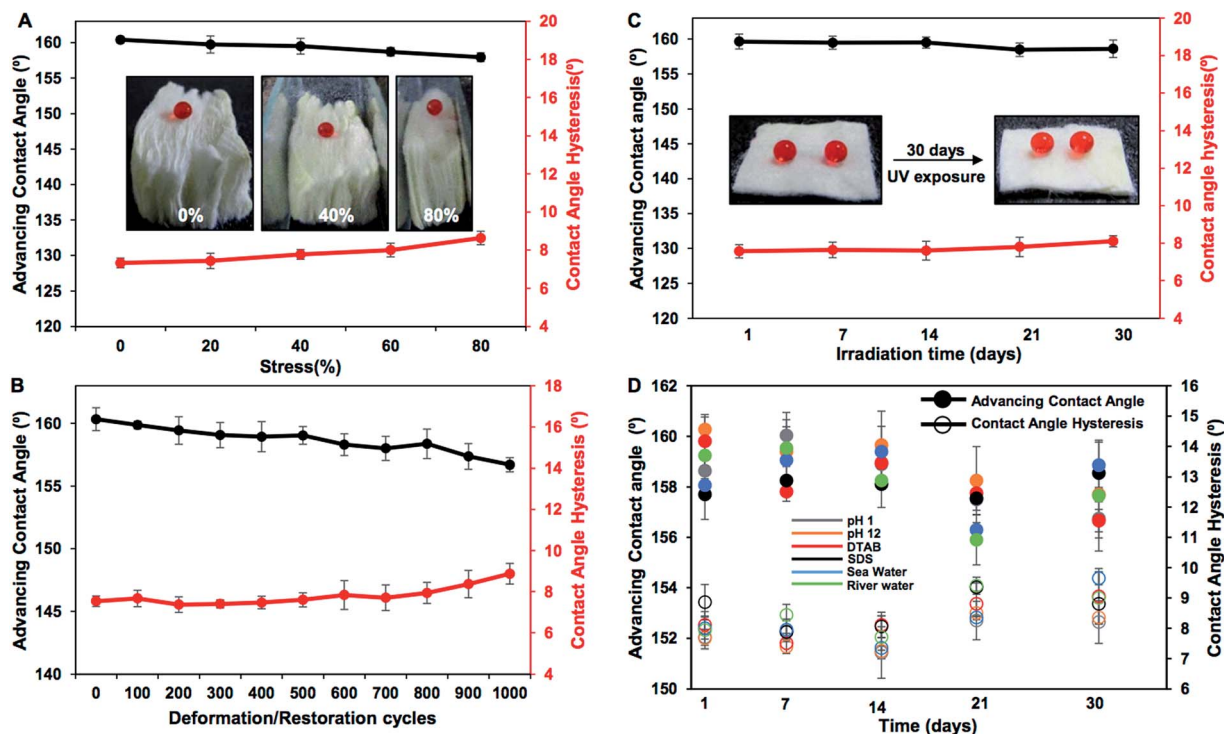 A
Advancing Contact Angle (º)
160
155
150
145
140
135
130
125
120
0%
40%
80%
20
18
16
14
12
10
8
6
4
Contact Angle Hysteresis(º)
0 20 40 60 80
Stress(%)
C
Advancing Contact angle (º)
160
155
150
145
140
135
130
125
120
30 days
UV exposure
20
18
16
14
12
10
8
6
4
Contact angle hysteresis(º)
1 7 14 21 30
Irradiation time (days)
B
Advancing Contact Angle (º)
160
155
150
145
140
18
16
14
12
10
8
6
4
Contact Angle Hysteresis (º)
0 100 200 300 400 500 600 700 800 900 1000
Deformation/Restoration cycles
D
Advancing Contact angle (º)
162
160
158
156
154
152
150
Advancing Contact Angle
Contact Angle Hysteresis
pH 1
pH 12
DTAB
SDS
Sea Water
River water
16
15
14
13
12
11
10
9
8
7
6
Contact Angle Hysteresis (º)
1 7 14 21 30
Time (days)